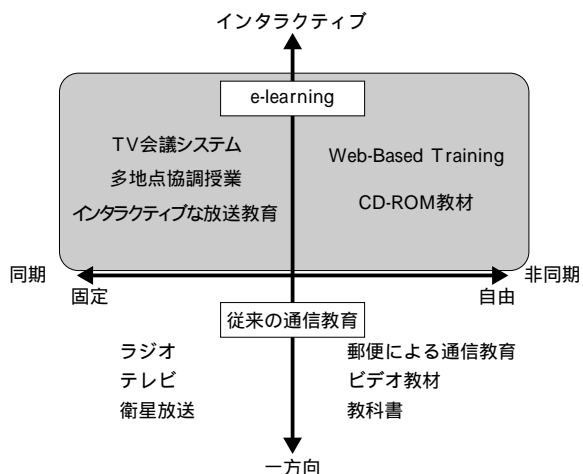 インタラクティブ
e-learning
TV会議システム
多地点協調授業
インタラクティブな放送教育
Web-Based Training
CD-ROM教材
同期
非同期
固定
自由
従来の通信教育
ラジオ
テレビ
衛星放送
郵便による通信教育
ビデオ教材
教科書
一方向